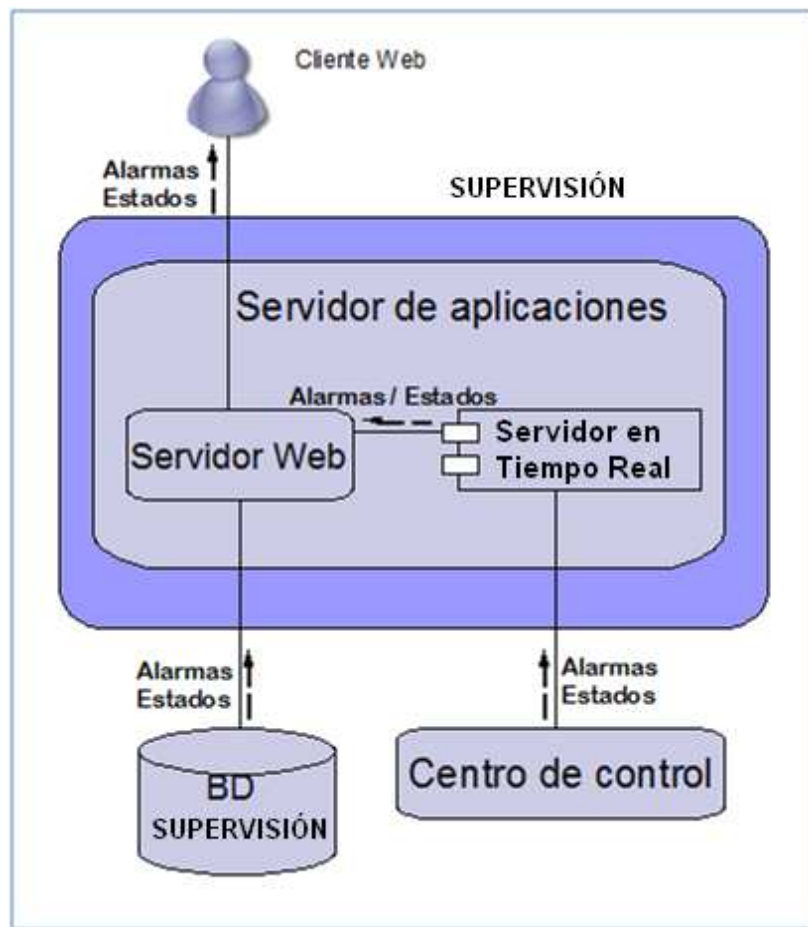 Cliente Web
Alarmas
Estados
SUPERVISIÓN
Servidor de aplicaciones
Alarmas / Estados
Servidor Web
Servidor en
Tiempo Real
Alarmas
Estados
Alarmas
Estados
BD
SUPERVISIÓN
Centro de control